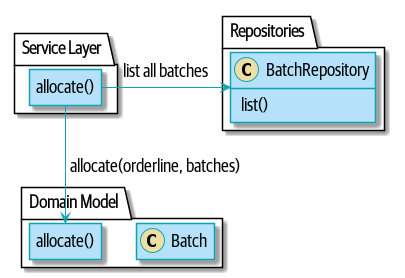 Repositories
Service Layer
C BatchRepository
allocate()
list all batches
list()
allocate(orderline, batches)
Domain Model
allocate()
C Batch